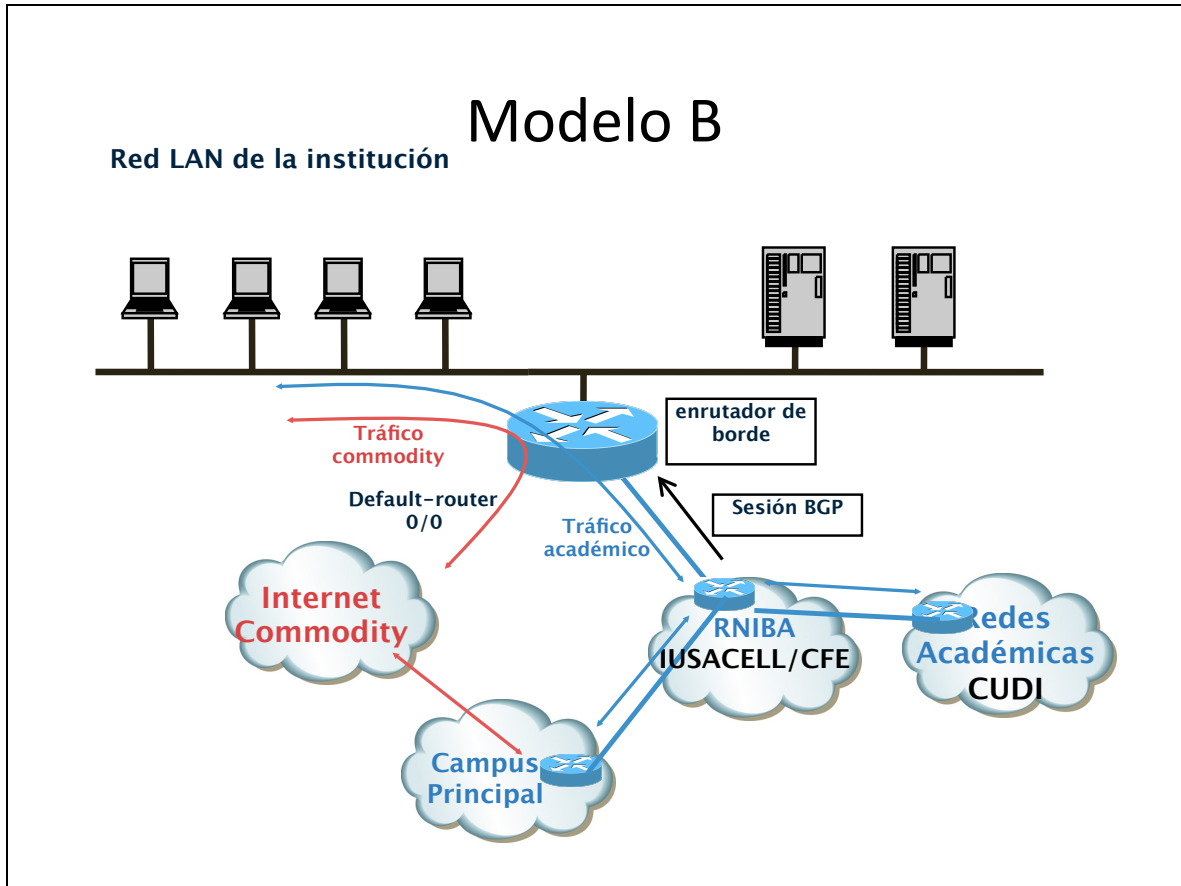 Modelo B
Red LAN de la institución
enrutador de
borde
Tráfico
commodity
Default-router
0/0
Sesión BGP
Tráfico
académico
Internet
Commodity
RNIBA
IUSACELL/CFE
Redes
Académicas
CUDI
Campus
Principal